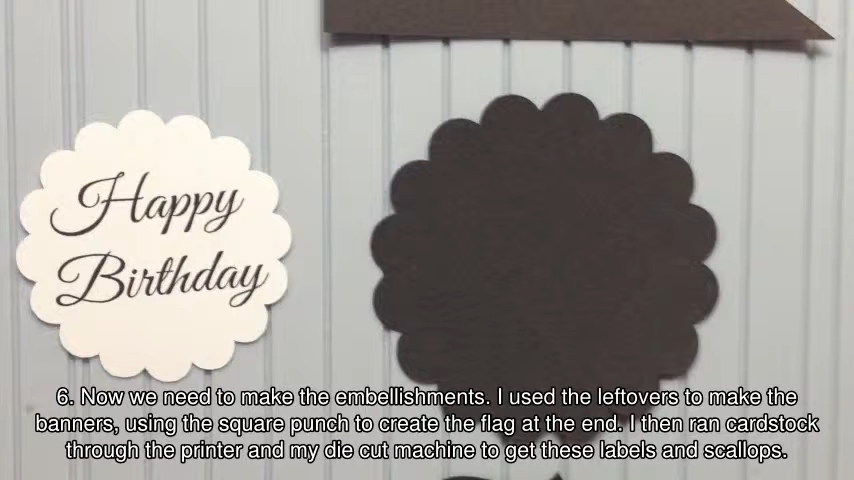 Happy
Birthday
6. Now we need to make the embellishments. I used the leftovers to make the
banners, using the square punch to create the flag at the end. I then ran cardstock
through the printer and my die cut machine to get these labels and scallops.